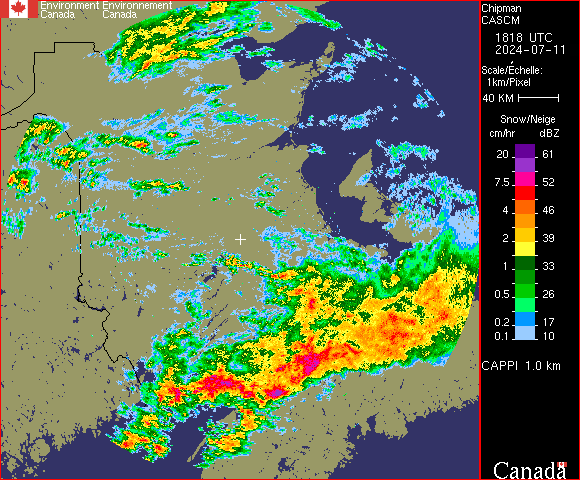 Environment Environnement
Canada Canada
Chipman
CASCM
1818 UTC
2024-07-11
Scale/Échelle:
1km/Pixel
40 KM
Snow/Neige
cm/hr dBZ
20 61
7.5 52
4 46
2 39
1 33
0.5 26
0.2 17
0.1 10
CAPPI 1.0 km
Canada